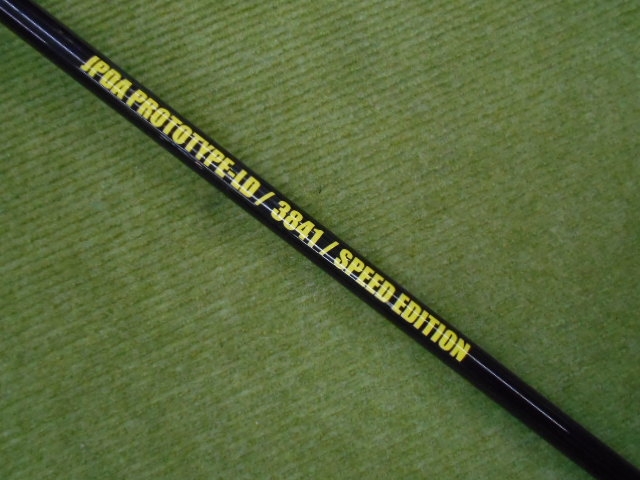 JPDA PROTOTYPE-LD / 3841 / SPEED EDITION